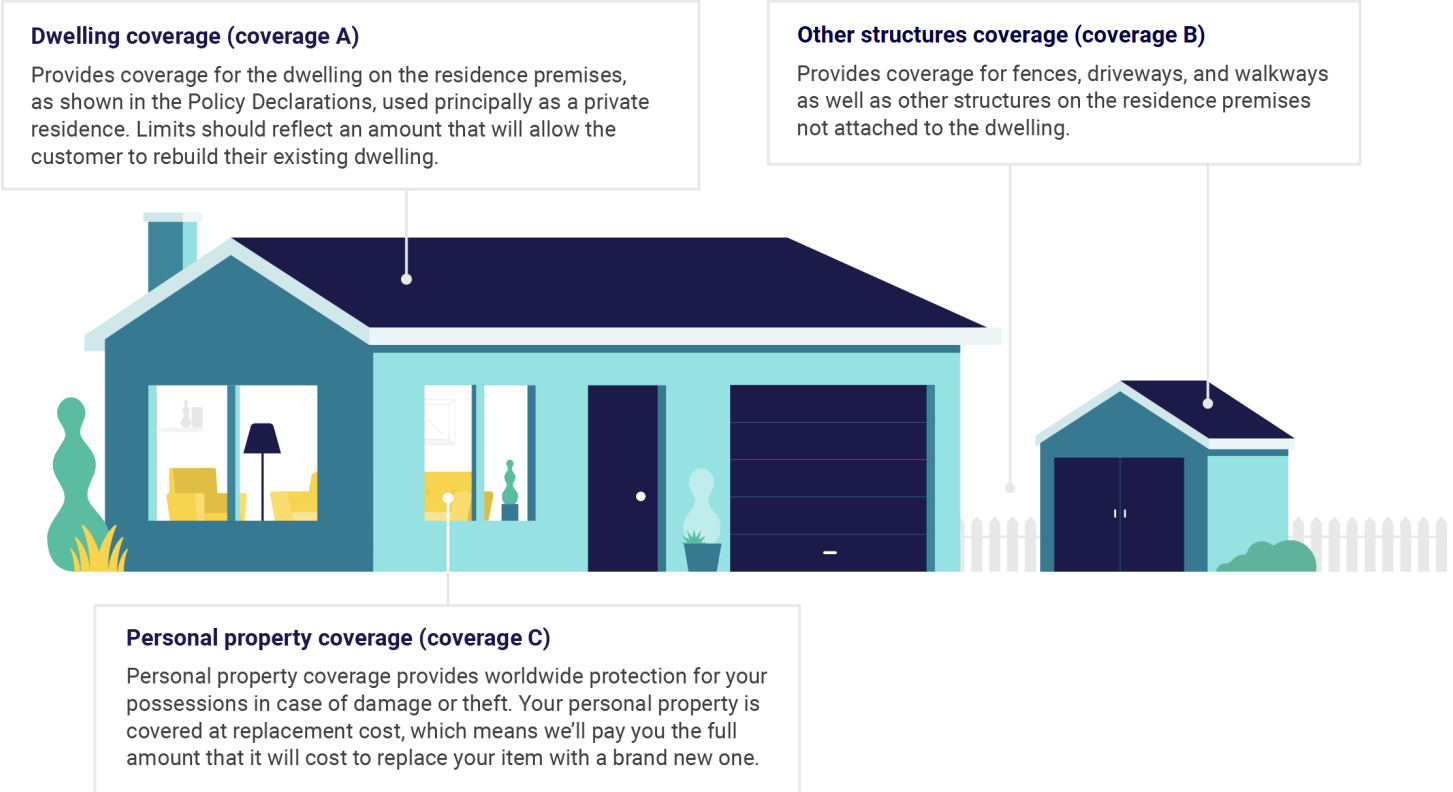 Dwelling coverage (coverage A)
Provides coverage for the dwelling on the residence premises,
as shown in the Policy Declarations, used principally as a private
residence. Limits should reflect an amount that will allow the
customer to rebuild their existing dwelling.
Other structures coverage (coverage B)
Provides coverage for fences, driveways, and walkways
as well as other structures on the residence premises
not attached to the dwelling.
Personal property coverage (coverage C)
Personal property coverage provides worldwide protection for your
possessions in case of damage or theft. Your personal property is
covered at replacement cost, which means we’ll pay you the full
amount that it will cost to replace your item with a brand new one.